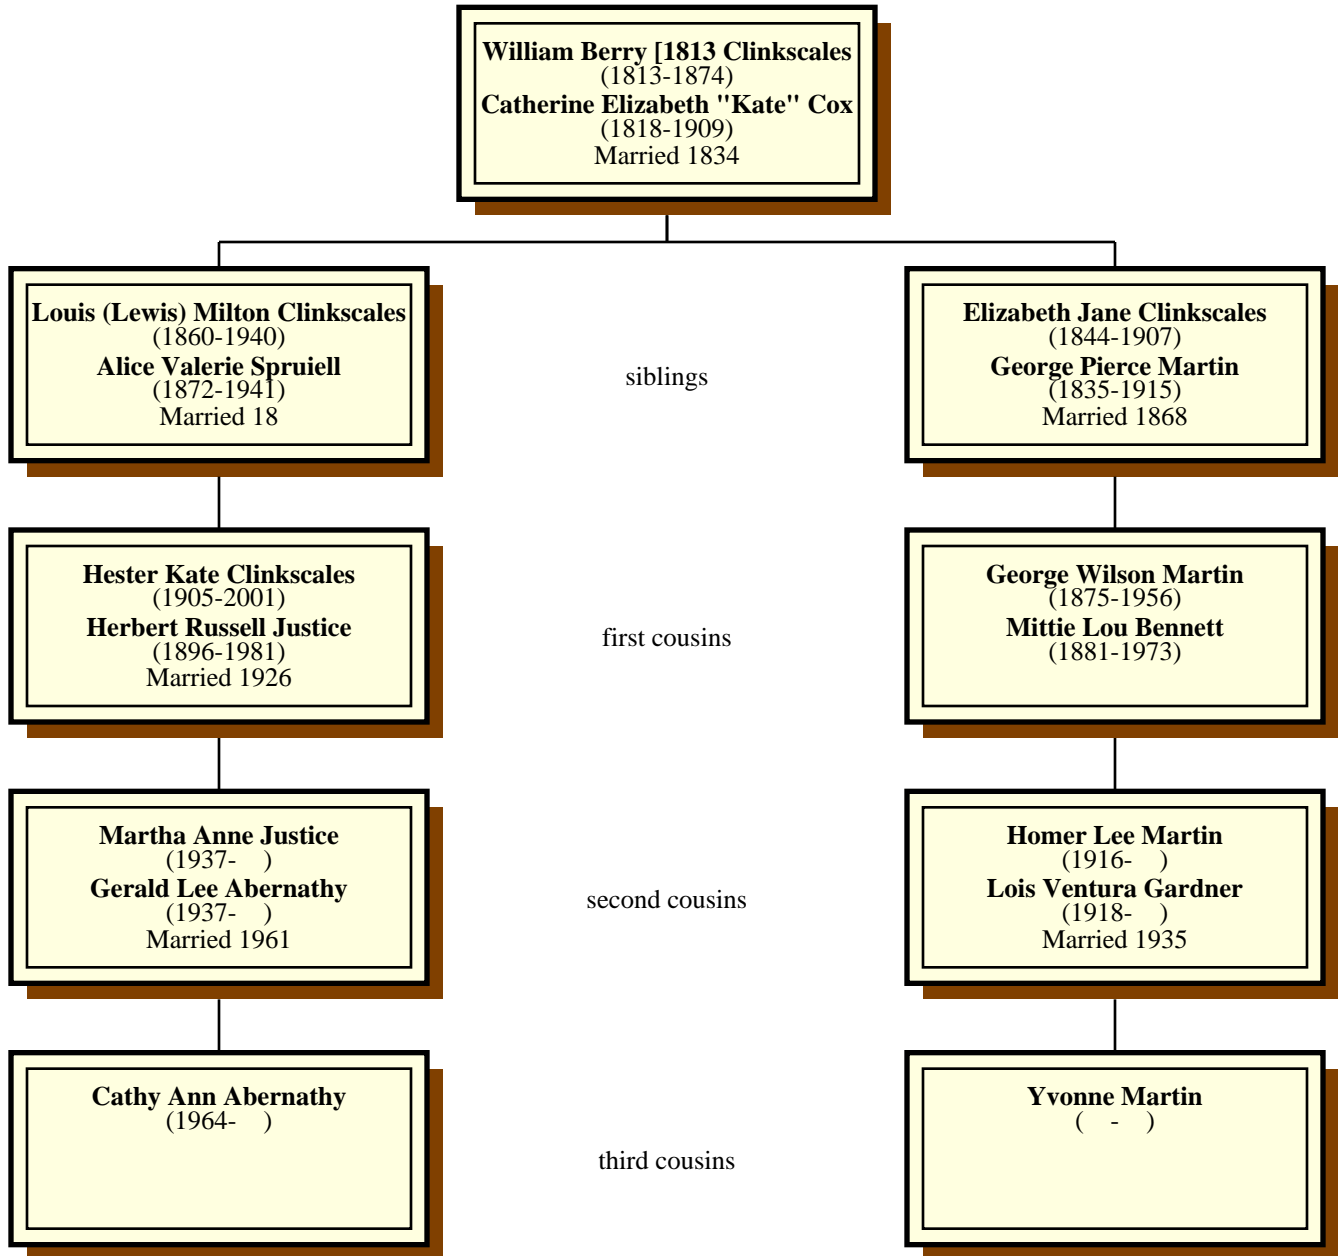 William Berry [1813 Clinkscales
(1813-1874)
Catherine Elizabeth "Kate" Cox
(1818-1909)
Married 1834
Louis (Lewis) Milton Clinkscales
(1860-1940)
Alice Valerie Spruiell
(1872-1941)
Married 18
siblings
Elizabeth Jane Clinkscales
(1844-1907)
George Pierce Martin
(1835-1915)
Married 1868
Hester Kate Clinkscales
(1905-2001)
Herbert Russell Justice
(1896-1981)
Married 1926
first cousins
George Wilson Martin
(1875-1956)
Mittie Lou Bennett
(1881-1973)
Martha Anne Justice
(1937-    )
Gerald Lee Abernathy
(1937-    )
Married 1961
second cousins
Homer Lee Martin
(1916-    )
Lois Ventura Gardner
(1918-    )
Married 1935
Cathy Ann Abernathy
(1964-    )
third cousins
Yvonne Martin
(    -    )